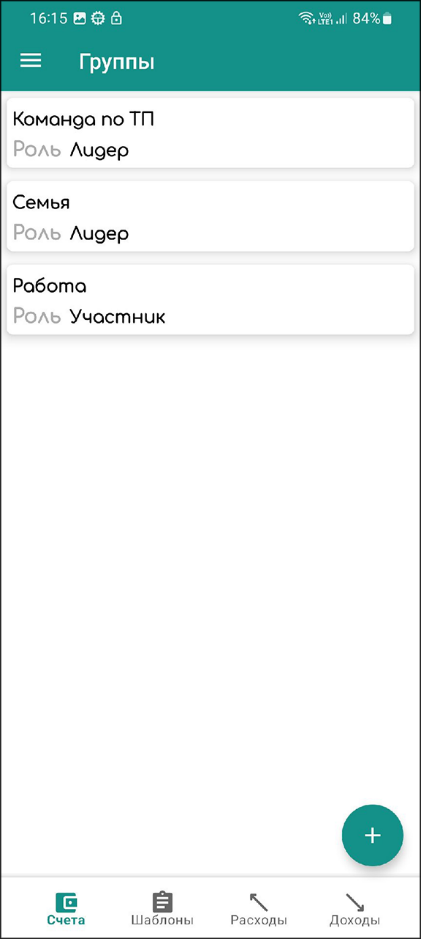 16:15 84%
Группы
Команда по ТП
Роль Лидер
Семья
Роль Лидер
Работа
Роль Участник
Счета Шаблоны Расходы Доходы